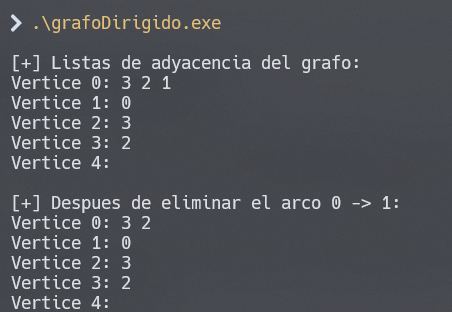 ❯ .\grafoDirigido.exe
[+] Listas de adyacencia del grafo:
Vertice 0: 3 2 1
Vertice 1: 0
Vertice 2: 3
Vertice 3: 2
Vertice 4:
[+] Despues de eliminar el arco 0 -> 1:
Vertice 0: 3 2
Vertice 1: 0
Vertice 2: 3
Vertice 3: 2
Vertice 4: